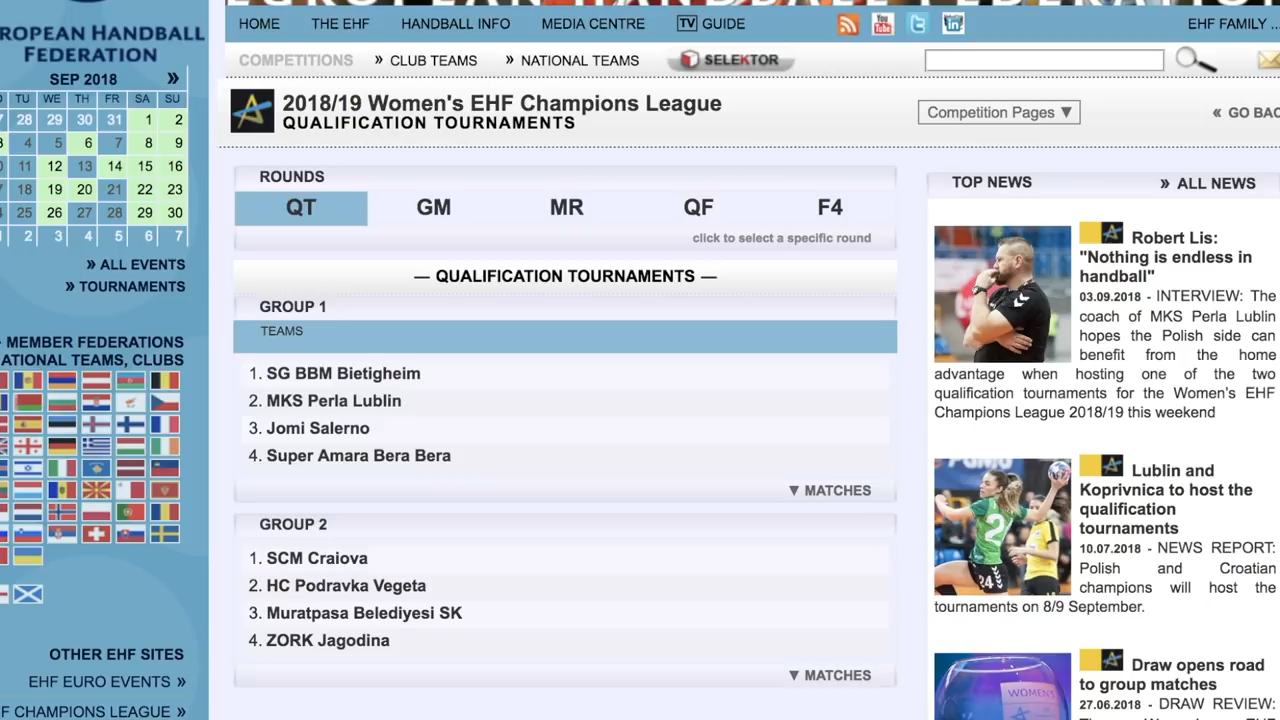 EUROPEAN HANDBALL FEDERATION
HOME THE EHF HANDBALL INFO MEDIA CENTRE TV GUIDE You Tube EHF FAMILY ...
ROPEAN HANDBALL
FEDERATION
COMPETITIONS » CLUB TEAMS » NATIONAL TEAMS SELEKTOR
SEP 2018 »
TU WE TH FR SA SU
28 29 30 31 1 2
4 5 6 7 8 9
11 12 13 14 15 16
18 19 20 21 22 23
25 26 27 28 29 30
2 3 4 5 6 7
» ALL EVENTS
» TOURNAMENTS
MEMBER FEDERATIONS
ATIONAL TEAMS, CLUBS
OTHER EHF SITES
EHF EURO EVENTS »
F CHAMPIONS LEAGUE »
2018/19 Women's EHF Champions League
QUALIFICATION TOURNAMENTS
Competition Pages ▼
« GO BAC
ROUNDS
QT GM MR QF F4
click to select a specific round
— QUALIFICATION TOURNAMENTS —
GROUP 1
TEAMS
1. SG BBM Bietigheim
2. MKS Perla Lublin
3. Jomi Salerno
4. Super Amara Bera Bera
▼ MATCHES
GROUP 2
1. SCM Craiova
2. HC Podravka Vegeta
3. Muratpasa Belediyesi SK
4. ZORK Jagodina
▼ MATCHES
TOP NEWS » ALL NEWS
Robert Lis:
"Nothing is endless in
handball"
03.09.2018 - INTERVIEW: The
coach of MKS Perla Lublin
hopes the Polish side can
benefit from the home
advantage when hosting one of the two
qualification tournaments for the Women's EHF
Champions League 2018/19 this weekend
Lublin and
Koprivnica to host the
qualification
tournaments
10.07.2018 - NEWS REPORT:
Polish and Croatian
champions will host the
tournaments on 8/9 September.
2
24
Draw opens road
to group matches
27.06.2018 - DRAW REVIEW:
WOMEN'S